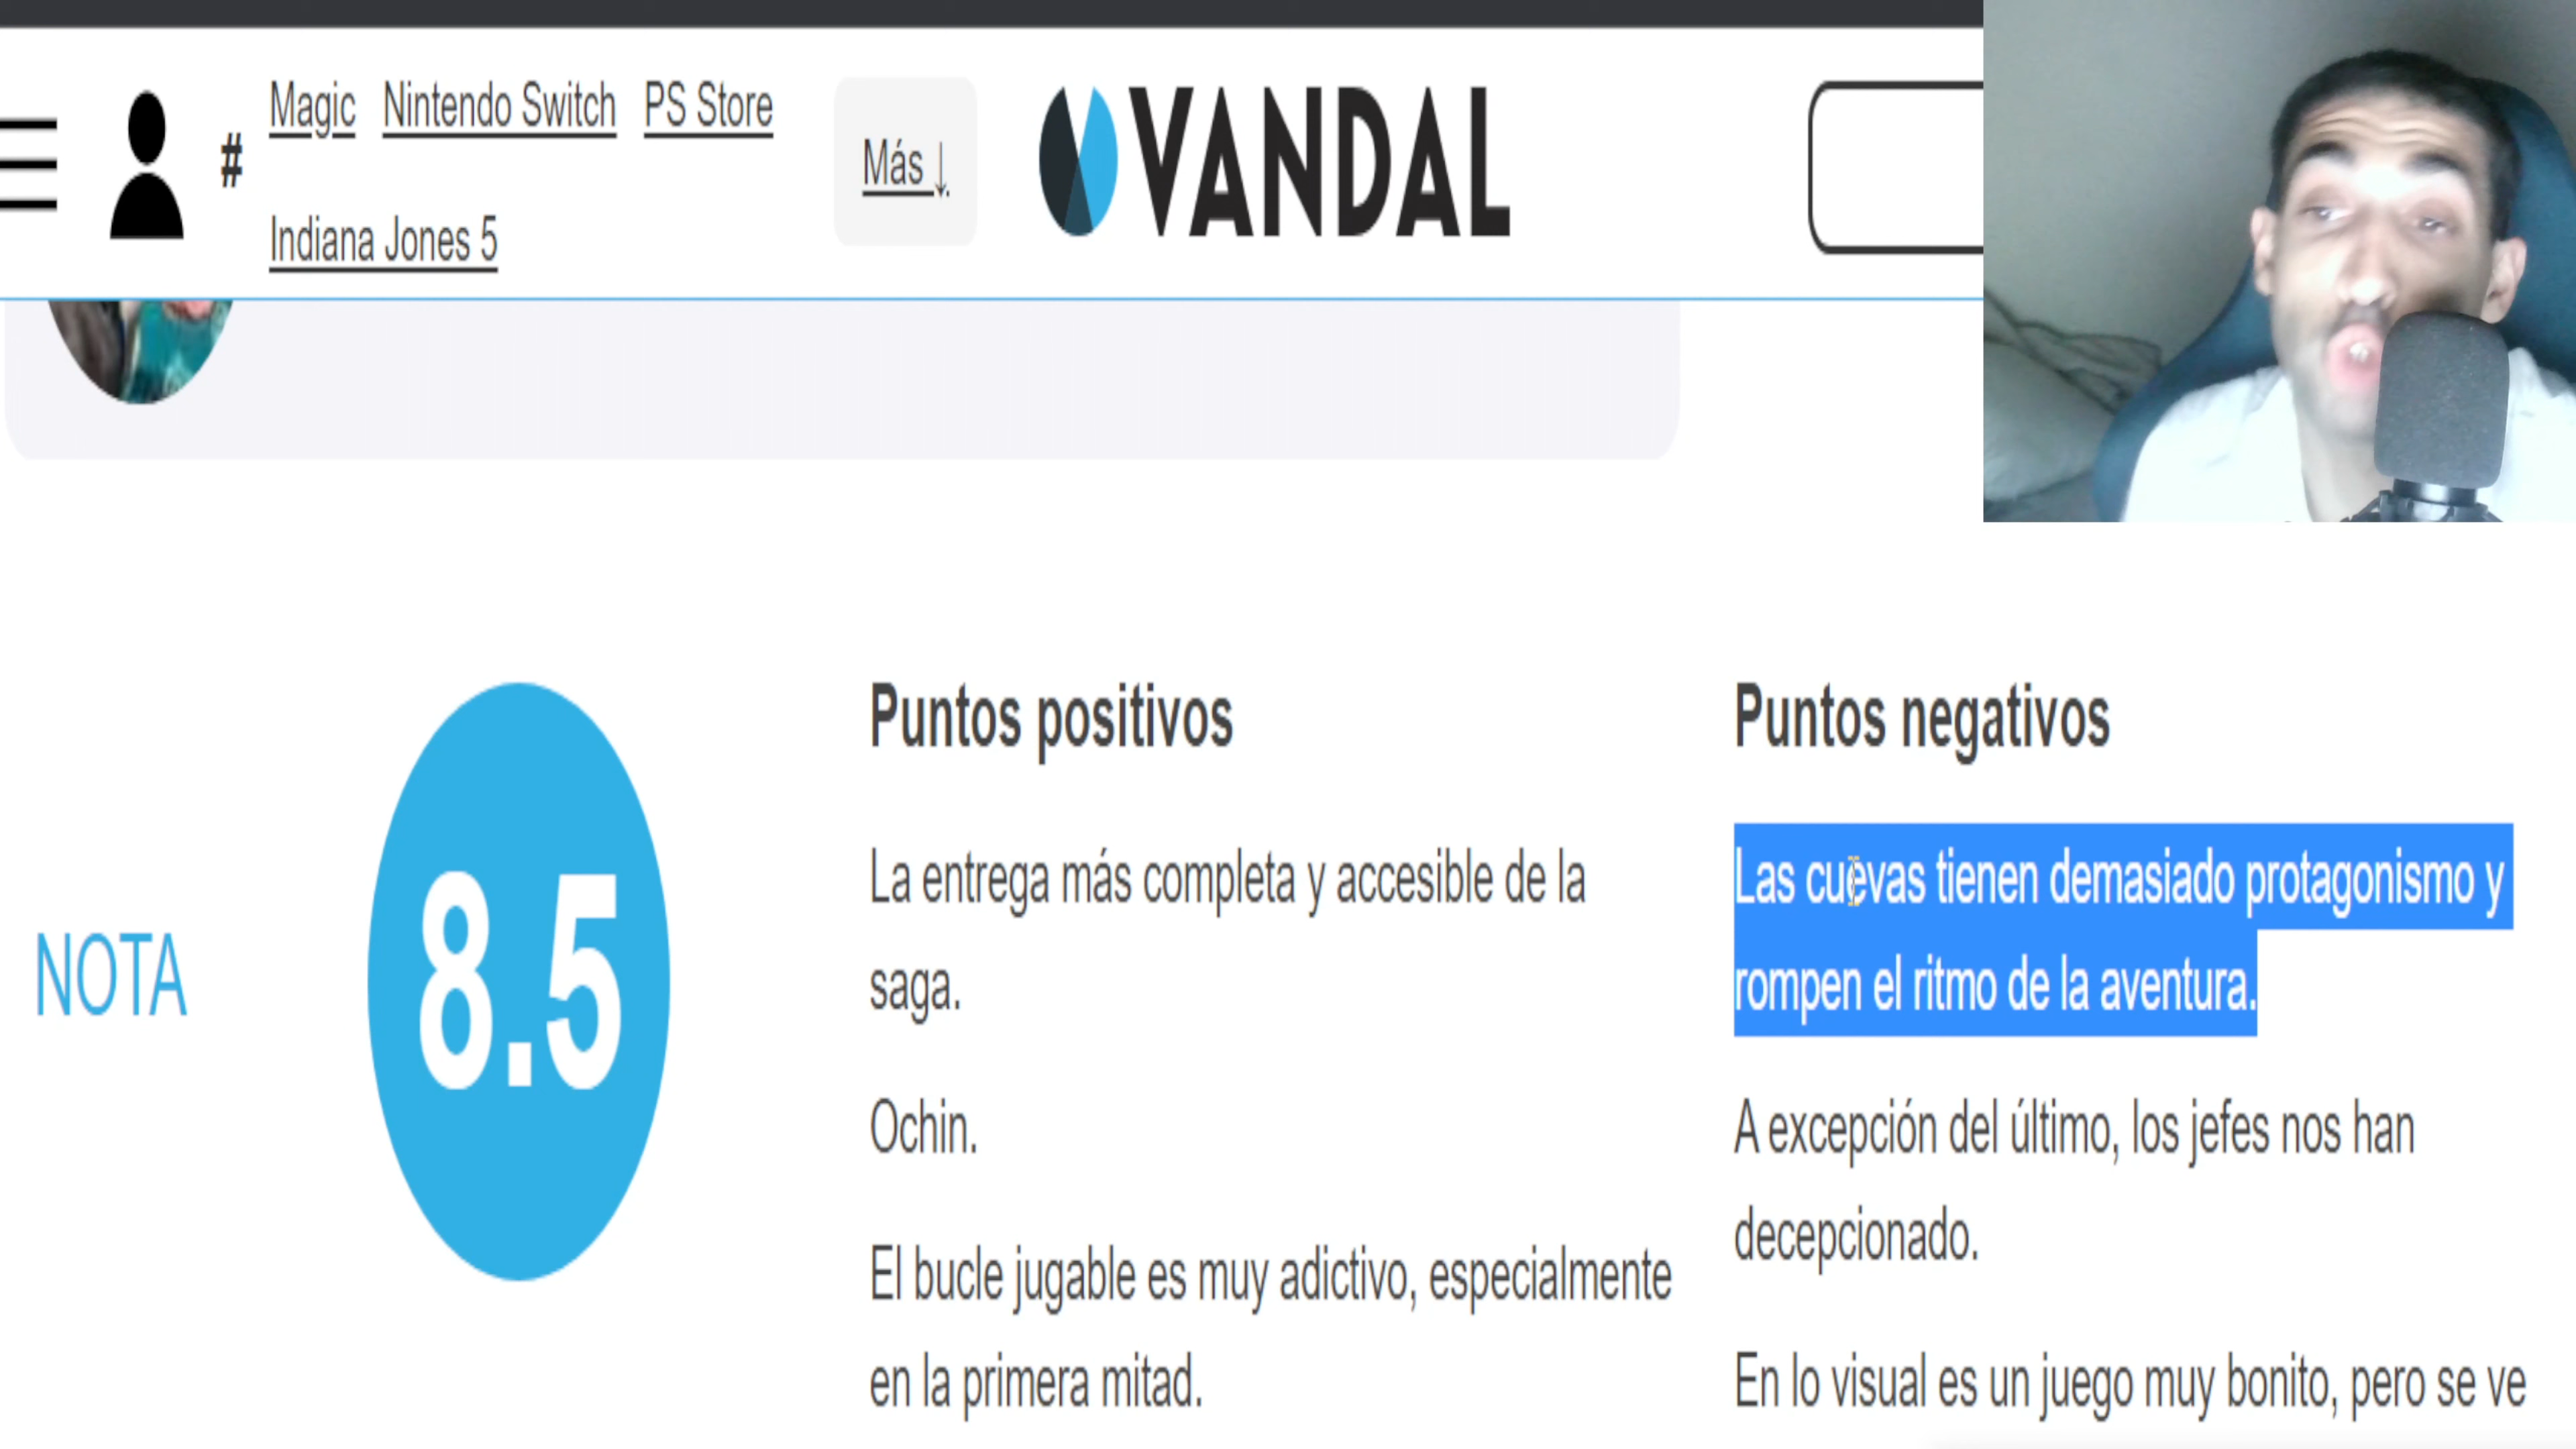 Magic Nintendo Switch PS Store
#
Más ↓
VANDAL
Indiana Jones 5
Puntos positivos
Puntos negativos
NOTA
8.5
La entrega más completa y accesible de la
saga.
Ochin.
El bucle jugable es muy adictivo, especialmente
en la primera mitad.
Las cuevas tienen demasiado protagonismo y
rompen el ritmo de la aventura.
A excepción del último, los jefes nos han
decepcionado.
En lo visual es un juego muy bonito, pero se ve